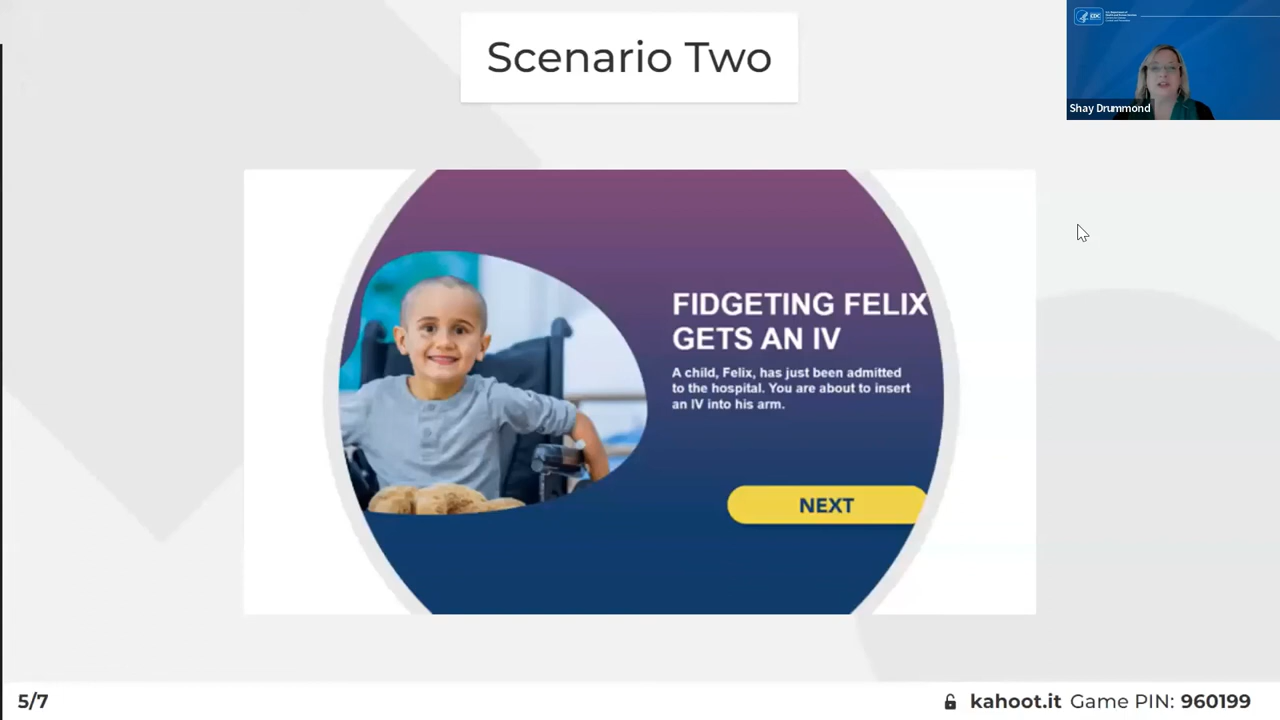 Scenario Two
CDC
Shay Drummond
FIDGETING FELIX
GETS AN IV
A child, Felix, has just been admitted
to the hospital. You are about to insert
an IV into his arm.
NEXT
5/7
kahoot.it Game PIN: 960199